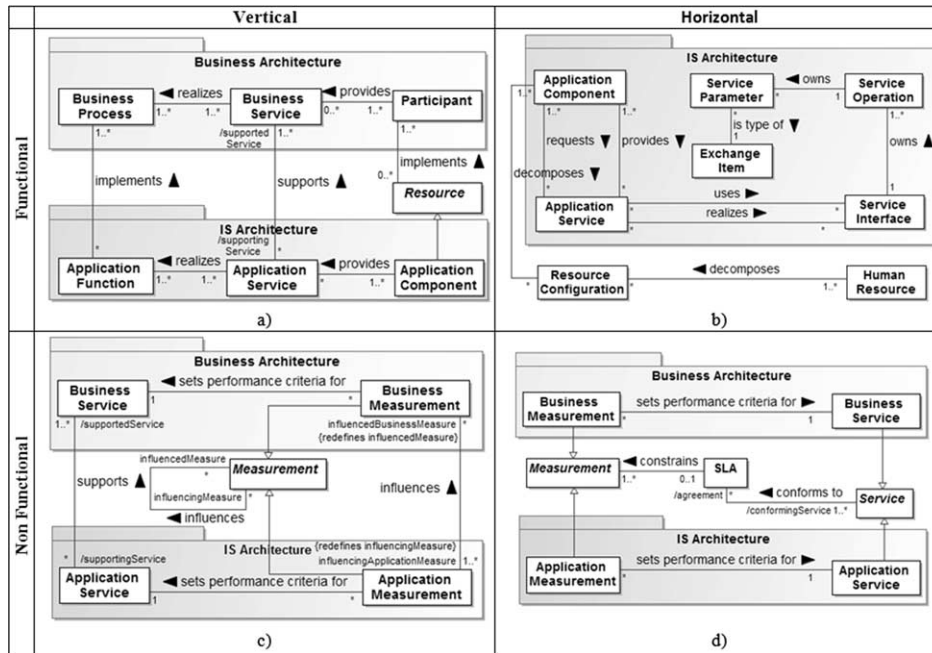 Vertical
Horizontal
Functional
Business Architecture
Business
Process
◄ realizes
1..*
1..*
Business
Service
◄ provides
0..*
1..*
Participant
1..*
/supported
Service
1..*
1..*
implements ▲
supports ▲
implements ▲
0..*
Resource
IS Architecture
/supporting
Service
*
*
Application
Function
◄ realizes
1..*
1..*
Application
Service
◄ provides
*
1..*
Application
Component
a)
IS Architecture
1..*
Application
Component
1..*
1..*
Service
Parameter
◄ owns
*
1
Service
Operation
1..*
*
is type of ▼
1
requests ▼
provides ▼
Exchange
Item
owns ▲
decomposes ▼
*
*
1
Application
Service
uses ►
*
*
realizes ►
*
*
Service
Interface
Resource
Configuration
*
*
◄ decomposes
1..*
Human
Resource
b)
Non Functional
Business Architecture
Business
Service
◄ sets performance criteria for
1
*
Business
Measurement
1..*
/supportedService
influencedBusinessMeasure
*
{redefines influencedMeasure}
influencedMeasure
*
Measurement
supports ▲
influencingMeasure
*
influences ▲
◄ influences
IS Architecture
{redefines influencingMeasure}
*
/supportingService
influencingApplicationMeasure
1..*
Application
Service
◄ sets performance criteria for
1
*
Application
Measurement
c)
Business Architecture
Business
Measurement
sets performance criteria for ►
*
1
Business
Service
Measurement
◄ constrains
1..*
0..1
SLA
/agreement
*
◄ conforms to
/conformingService 1..*
Service
IS Architecture
Application
Measurement
sets performance criteria for ►
*
1
Application
Service
d)